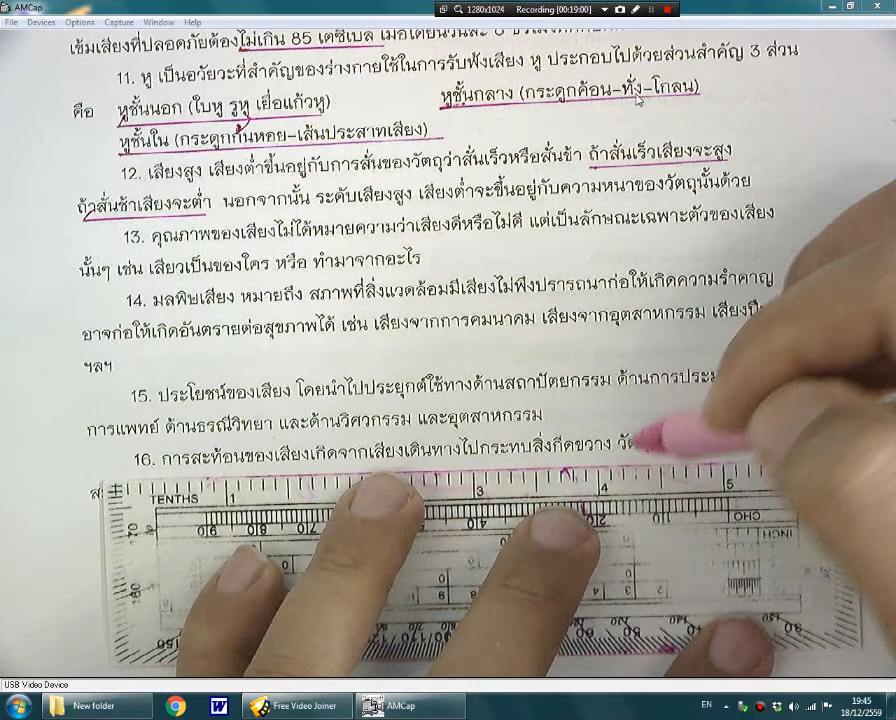 AMCap
1280x1024 Recording [00:19:00]
File Devices Options Capture Window Help
เข้มเสียงที่ปลอดภัยต้องไม่เกิน 85 เดซิเบล
11. หู เป็นอวัยวะที่สำคัญของร่างกายใช้ในการรับฟังเสียง หู ประกอบไปด้วยส่วนสำคัญ 3 ส่วน
คือ หูชั้นนอก (ใบหู รูหู เยื่อแก้วหู) หูชั้นกลาง (กระดูกค้อน-ทั่ง-โกลน)
หูชั้นใน (กระดูกก้นหอย-เส้นประสาทเสียง)
12. เสียงสูง เสียงต่ำขึ้นอยู่กับการสั่นของวัตถุว่าสั่นเร็วหรือสั่นช้า ถ้าสั่นเร็วเสียงจะสูง
ถ้าสั่นช้าเสียงจะต่ำ นอกจากนั้น ระดับเสียงสูง เสียงต่ำจะขึ้นอยู่กับความหนาของวัตถุนั้นด้วย
13. คุณภาพของเสียงไม่ได้หมายความว่าเสียงดีหรือไม่ดี แต่เป็นลักษณะเฉพาะตัวของเสียง
นั้นๆ เช่น เสียงเป็นของใคร หรือ ทำมาจากอะไร
14. มลพิษเสียง หมายถึง สภาพที่สิ่งแวดล้อมมีเสียงไม่พึงปรารถนาก่อให้เกิดความรำคาญ
อาจก่อให้เกิดอันตรายต่อสุขภาพได้ เช่น เสียงจากการคมนาคม เสียงจากอุตสาหกรรม
ฯลฯ
15. ประโยชน์ของเสียง โดยนำไปประยุกต์ใช้ทางด้านสถาปัตยกรรม ด้านการ
การแพทย์ ด้านธรณีวิทยา และด้านวิศวกรรม และอุตสาหกรรม
16. การสะท้อนของเสียงเกิดจากเสียงเดินทางไปกระทบสิ่งกีดขวาง
TENTHS 1 3 4 5
INCH
USB Video Device
New folder Free Video Joiner AMCap EN 19:45
18/12/2559